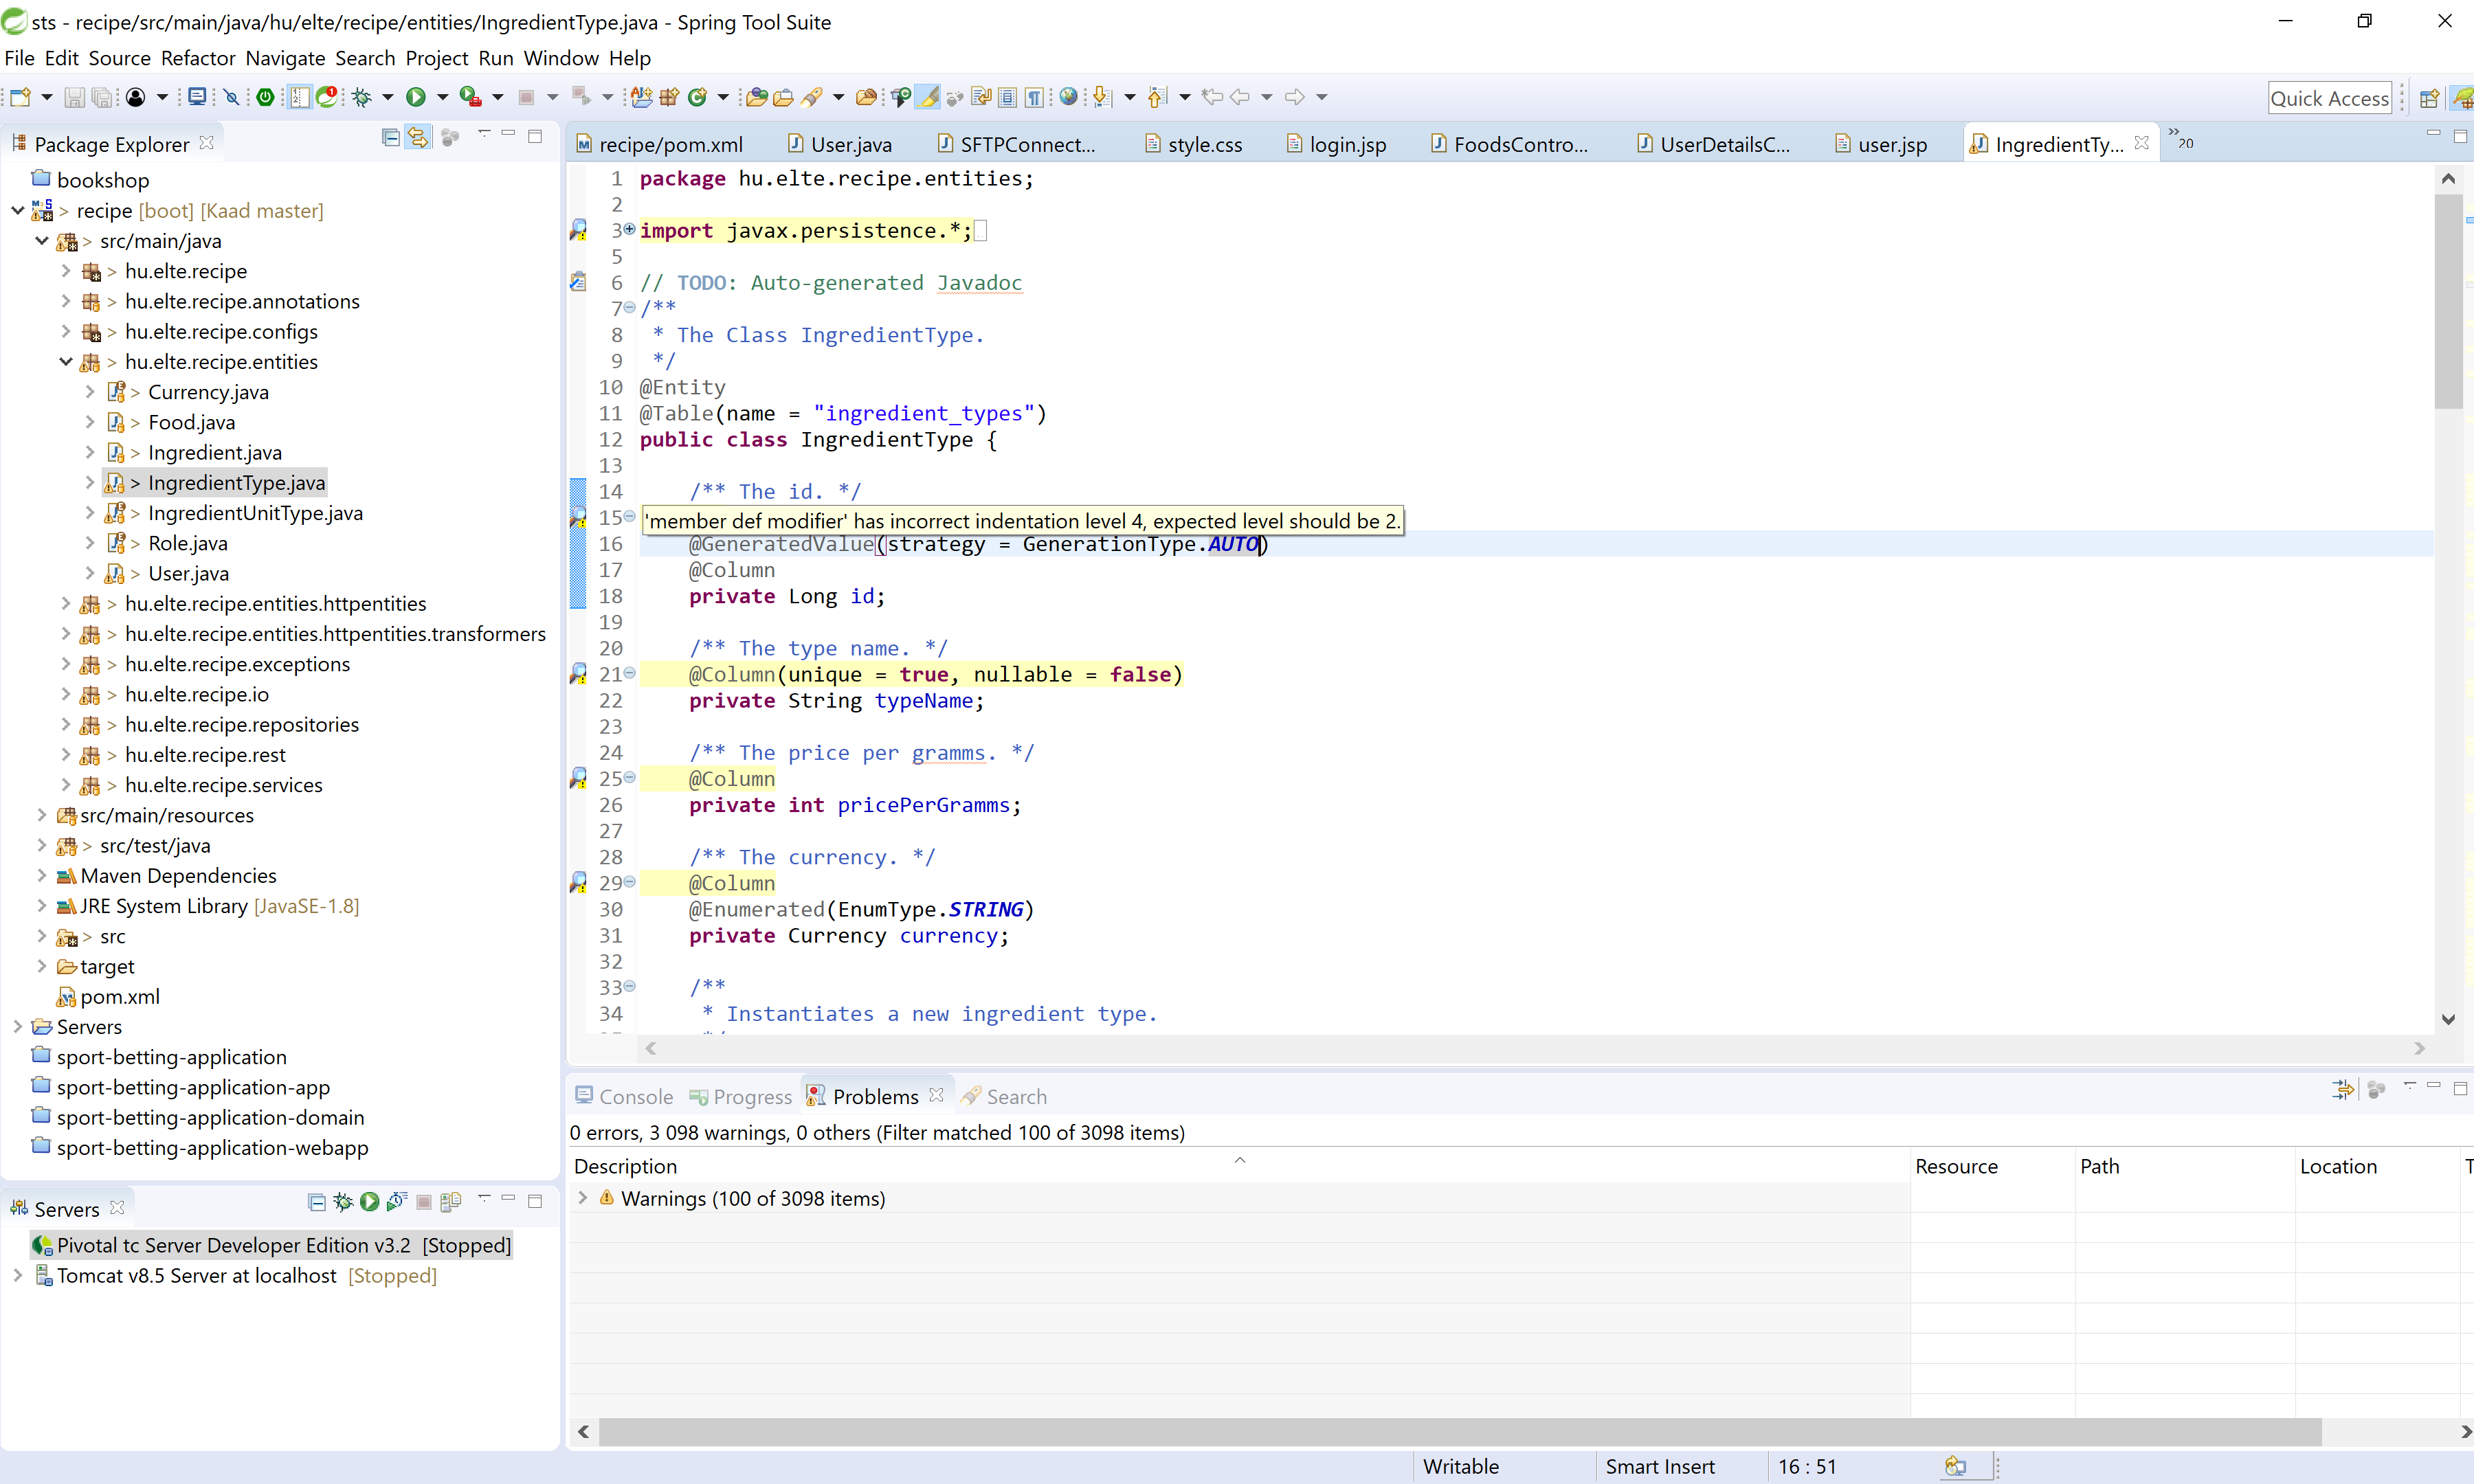 sts - recipe/src/main/java/hu/elte/recipe/entities/IngredientType.java - Spring Tool Suite
File Edit Source Refactor Navigate Search Project Run Window Help
Quick Access
Package Explorer
bookshop
> recipe [boot] [Kaad master]
> src/main/java
> hu.elte.recipe
> hu.elte.recipe.annotations
> hu.elte.recipe.configs
> hu.elte.recipe.entities
> Currency.java
> Food.java
> Ingredient.java
> IngredientType.java
> IngredientUnitType.java
> Role.java
> User.java
> hu.elte.recipe.entities.httpentities
> hu.elte.recipe.entities.httpentities.transformers
> hu.elte.recipe.exceptions
> hu.elte.recipe.io
> hu.elte.recipe.repositories
> hu.elte.recipe.rest
> hu.elte.recipe.services
src/main/resources
> src/test/java
Maven Dependencies
JRE System Library [JavaSE-1.8]
> src
target
pom.xml
Servers
sport-betting-application
sport-betting-application-app
sport-betting-application-domain
sport-betting-application-webapp
Servers
Pivotal tc Server Developer Edition v3.2 [Stopped]
Tomcat v8.5 Server at localhost [Stopped]
recipe/pom.xml User.java SFTPConnect... style.css login.jsp FoodsContro... UserDetailsC... user.jsp IngredientTy... »20
1 package hu.elte.recipe.entities;
2
3 import javax.persistence.*;
5
6 // TODO: Auto-generated Javadoc
7 /**
8 * The Class IngredientType.
9 */
10 @Entity
11 @Table(name = "ingredient_types")
12 public class IngredientType {
13
14 /** The id. */
15 'member def modifier' has incorrect indentation level 4, expected level should be 2.
16 @GeneratedValue(strategy = GenerationType.AUTO)
17 @Column
18 private Long id;
19
20 /** The type name. */
21 @Column(unique = true, nullable = false)
22 private String typeName;
23
24 /** The price per gramms. */
25 @Column
26 private int pricePerGramms;
27
28 /** The currency. */
29 @Column
30 @Enumerated(EnumType.STRING)
31 private Currency currency;
32
33 /**
34 * Instantiates a new ingredient type.
Console Progress Problems Search
0 errors, 3 098 warnings, 0 others (Filter matched 100 of 3098 items)
Description Resource Path Location T
Warnings (100 of 3098 items)
Writable Smart Insert 16 : 51